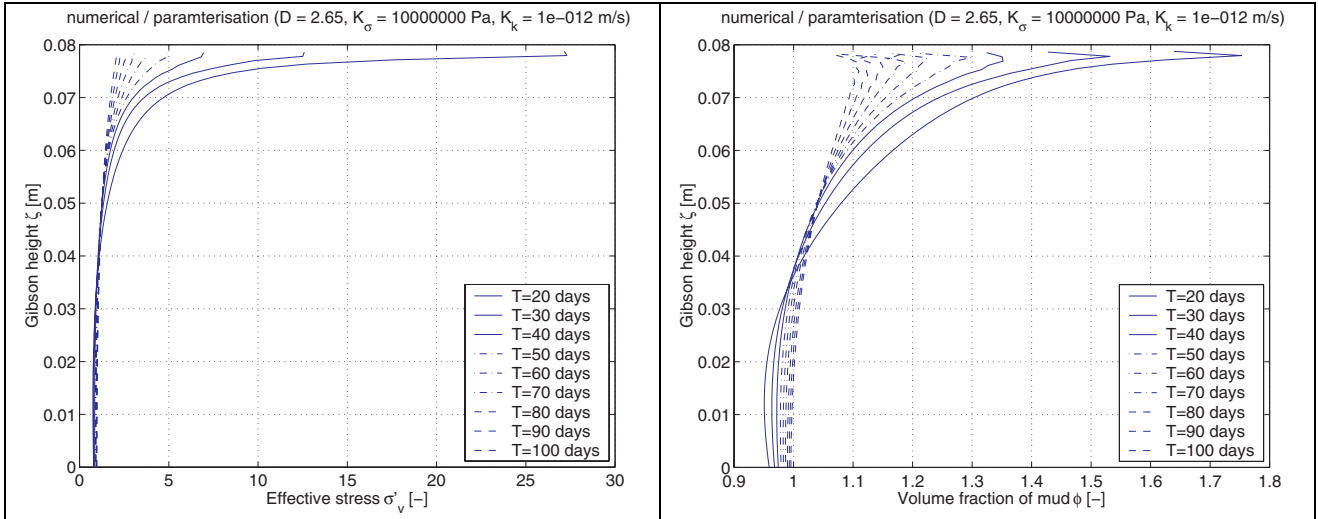 numerical / paramterisation (D = 2.65, Kσ = 10000000 Pa, Kk = 1e−012 m/s)
0.08
0.07
0.06
0.05
0.04
0.03
0.02
0.01
0
Gibson height ζ [m]
T=20 days
T=30 days
T=40 days
T=50 days
T=60 days
T=70 days
T=80 days
T=90 days
T=100 days
0 5 10 15 20 25 30
Effective stress σ'v [−]
numerical / paramterisation (D = 2.65, Kσ = 10000000 Pa, Kk = 1e−012 m/s)
0.08
0.07
0.06
0.05
0.04
0.03
0.02
0.01
0
Gibson height ζ [m]
T=20 days
T=30 days
T=40 days
T=50 days
T=60 days
T=70 days
T=80 days
T=90 days
T=100 days
0.9 1 1.1 1.2 1.3 1.4 1.5 1.6 1.7 1.8
Volume fraction of mud φ [−]